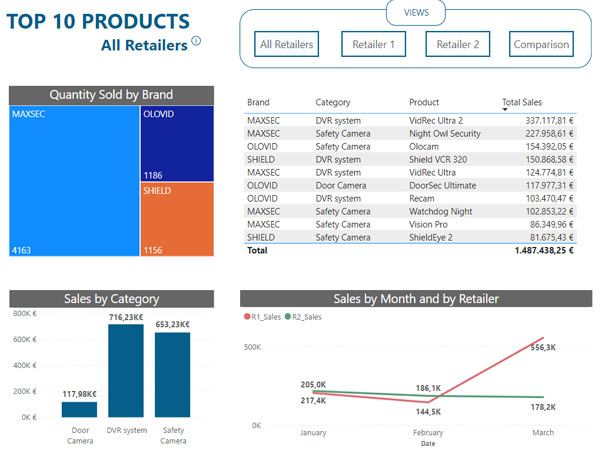 TOP 10 PRODUCTS
All Retailers
VIEWS
All Retailers Retailer 1 Retailer 2 Comparison
Quantity Sold by Brand
MAXSEC OLOVID
1186
SHIELD
4163 1156
Brand Category Product Total Sales
MAXSEC DVR system VidRec Ultra 2 337.117,81 €
MAXSEC Safety Camera Night Owl Security 227.958,61 €
OLOVID Safety Camera Olocam 154.392,05 €
SHIELD DVR system Shield VCR 320 150.868,58 €
MAXSEC DVR system VidRec Ultra 124.774,81 €
OLOVID Door Camera DoorSec Ultimate 117.977,31 €
OLOVID DVR system Recam 103.470,47 €
MAXSEC Safety Camera Watchdog Night 102.853,22 €
MAXSEC Safety Camera Vision Pro 86.349,96 €
SHIELD Safety Camera ShieldEye 2 81.675,43 €
Total 1.487.438,25 €
Sales by Category
800K €
600K €
400K €
200K €
0K €
117,98K€ 716,23K€ 653,23K€
Door Camera DVR system Safety Camera
Sales by Month and by Retailer
R1_Sales R2_Sales
500K
0K
205,0K 186,1K 556,3K
217,4K 144,5K 178,2K
January February March
Date